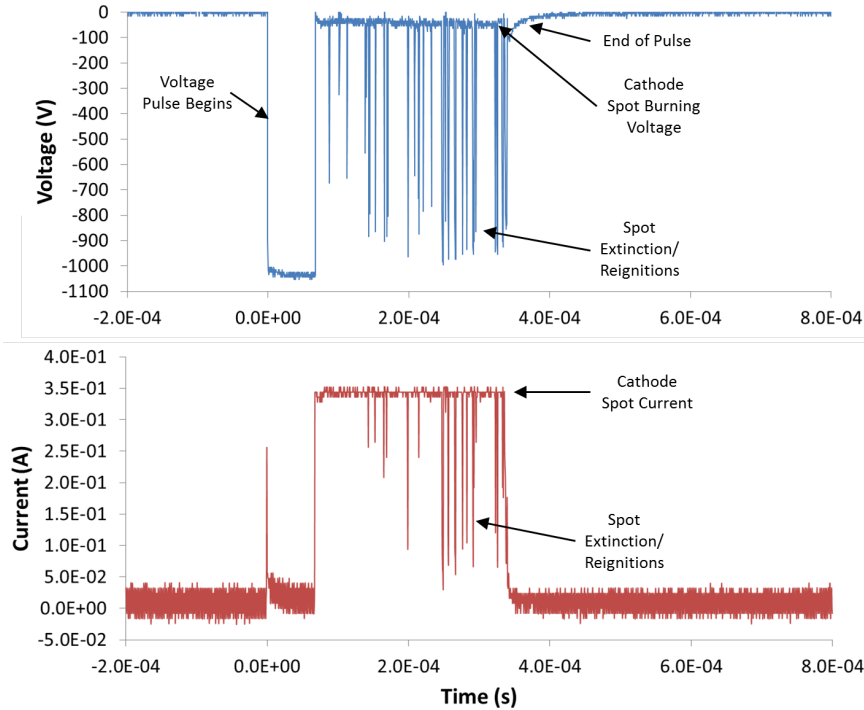 0
-100
-200
-300
-400
-500
-600
-700
-800
-900
-1000
-1100
Voltage (V)
Voltage
Pulse Begins
End of Pulse
Cathode
Spot Burning
Voltage
Spot
Extinction/
Reignitions
-2.0E-04 0.0E+00 2.0E-04 4.0E-04 6.0E-04 8.0E-04
4.0E-01
3.5E-01
3.0E-01
2.5E-01
2.0E-01
1.5E-01
1.0E-01
5.0E-02
0.0E+00
-5.0E-02
Current (A)
Cathode
Spot Current
Spot
Extinction/
Reignitions
-2.0E-04 0.0E+00 2.0E-04 4.0E-04 6.0E-04 8.0E-04
Time (s)